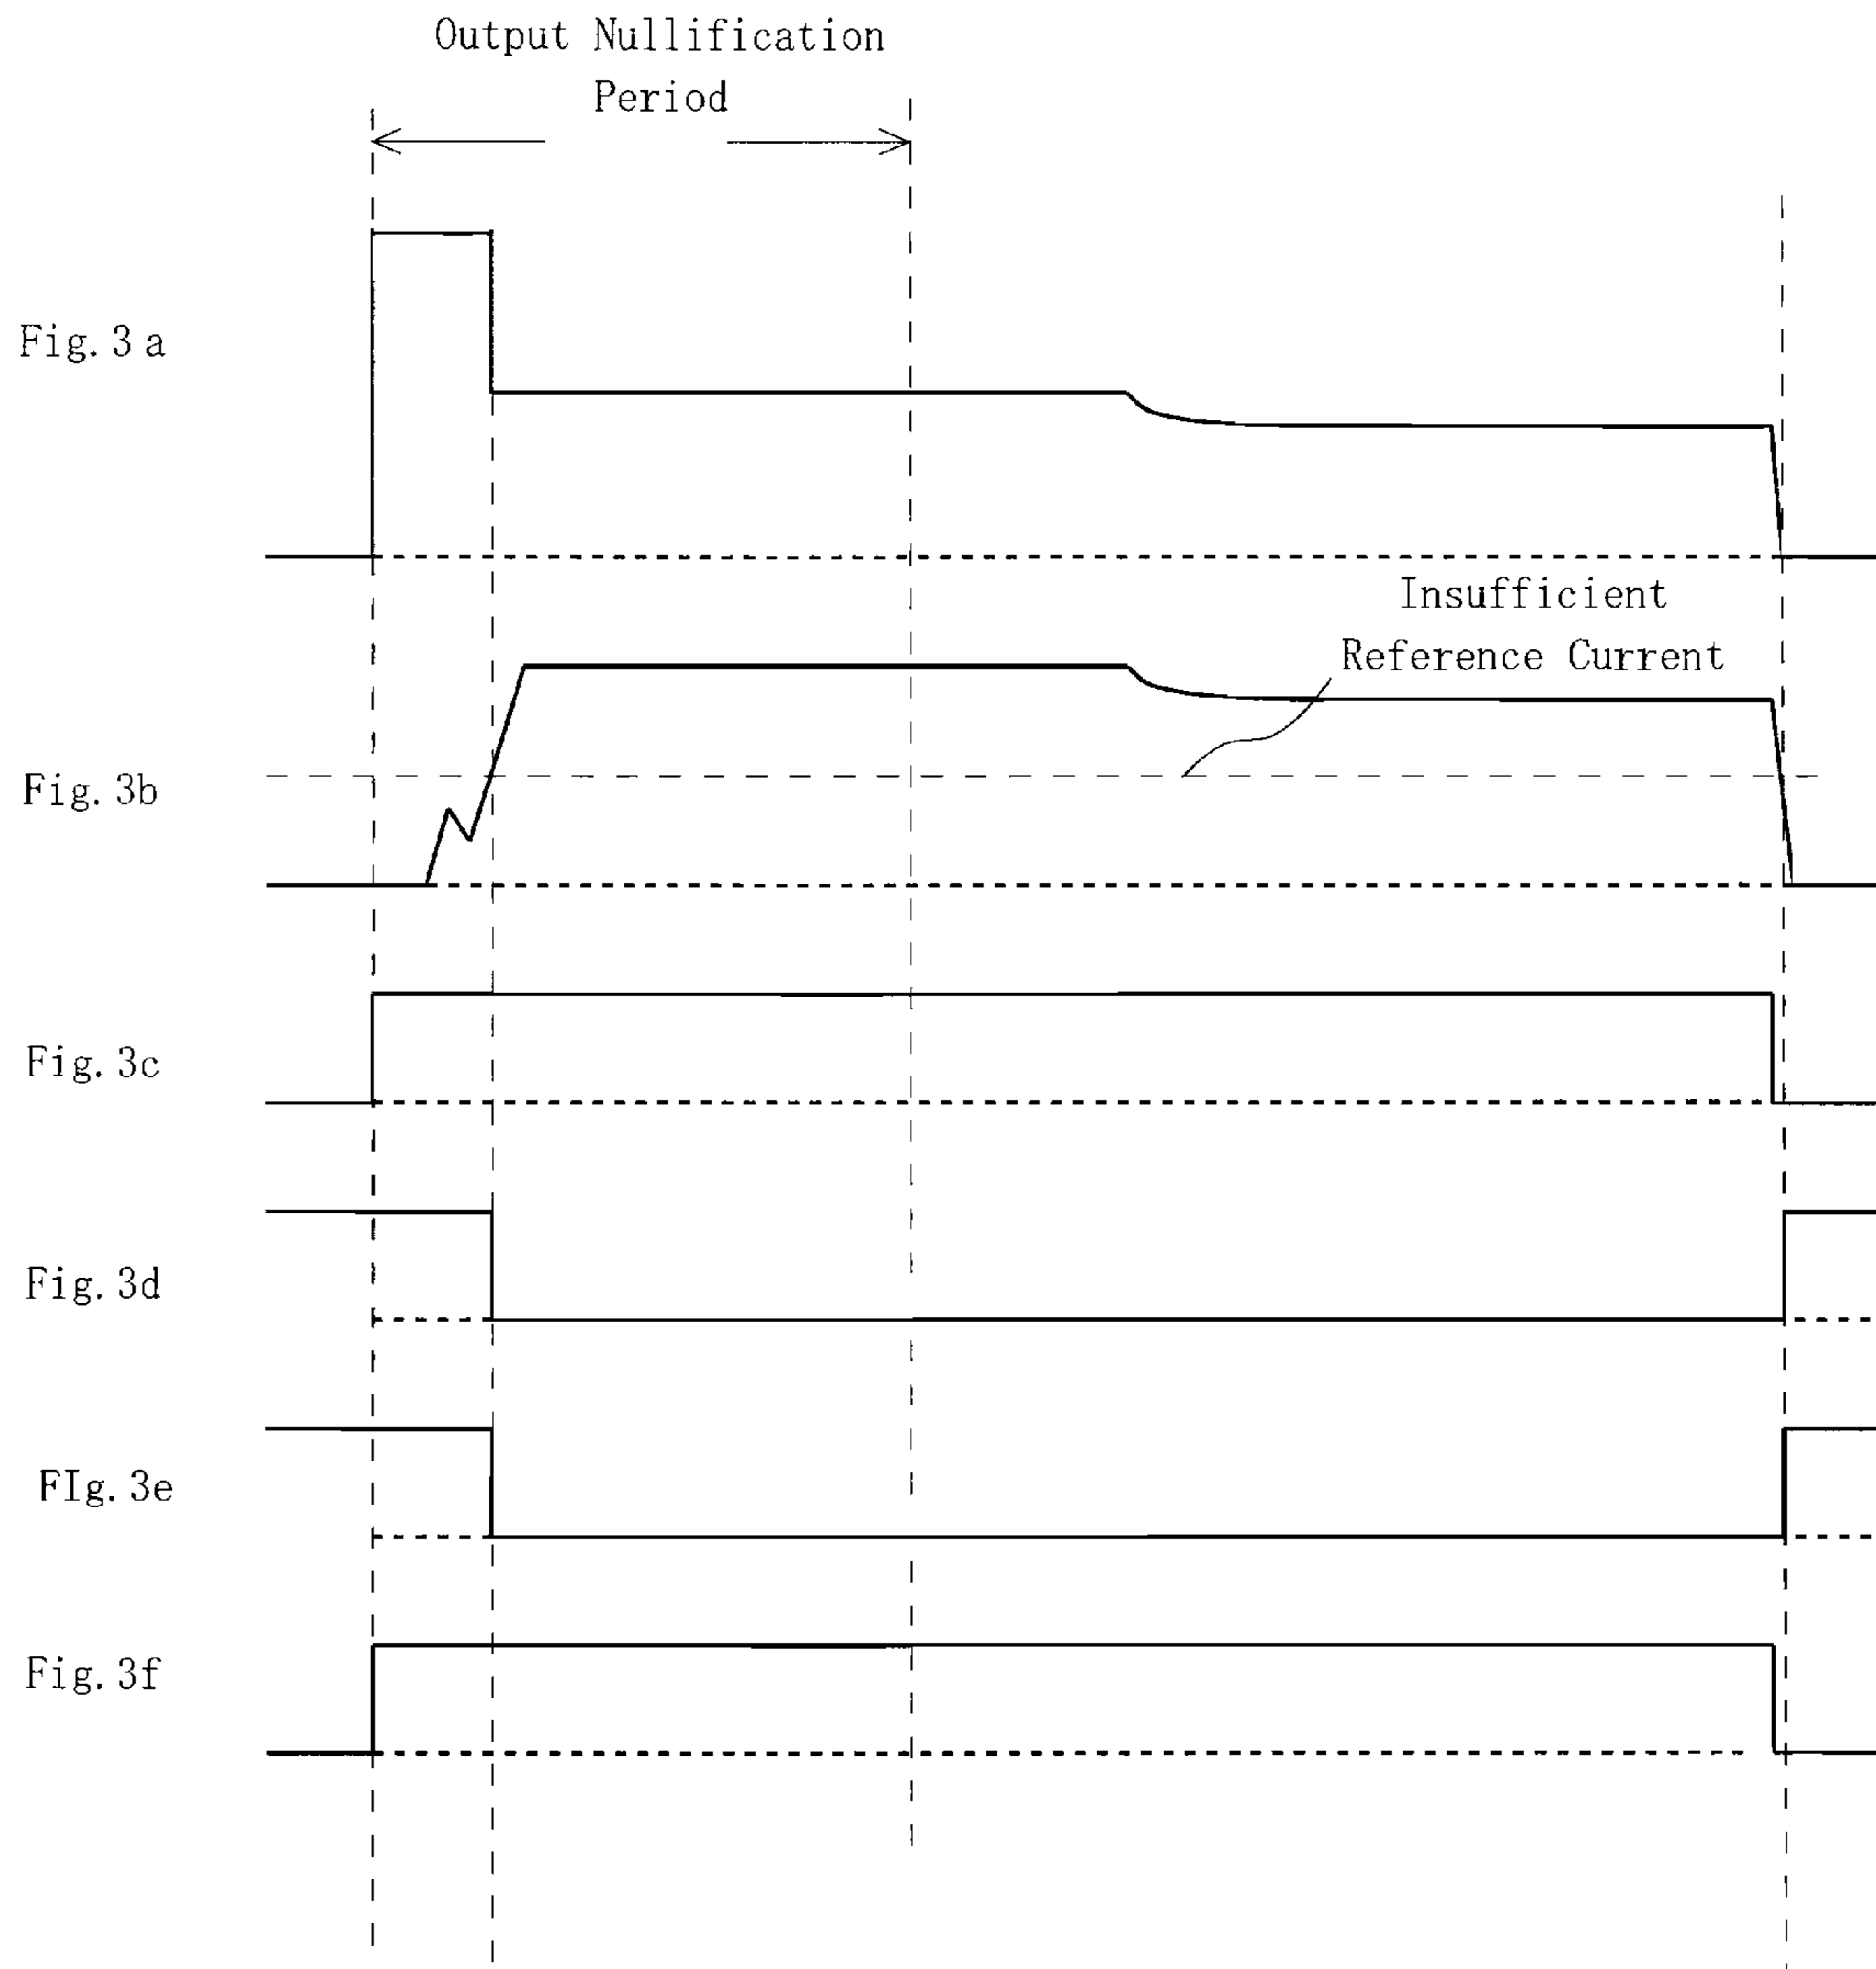 Output Nullification
Period
Fig. 3 a
Insufficient
Reference Current
Fig. 3b
Fig. 3c
Fig. 3d
FIg. 3e
Fig. 3f